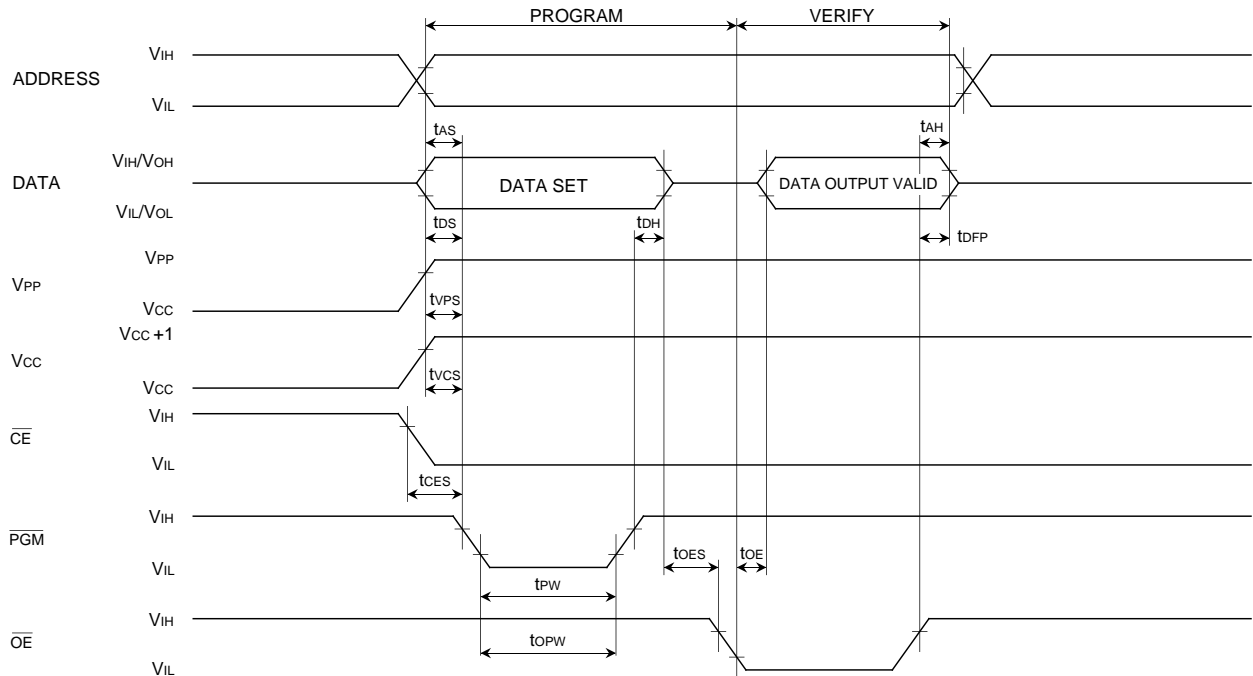 PROGRAM VERIFY
ADDRESS
VIH
VIL
tAS
tAH
DATA
VIH/VOH
DATA SET
DATA OUTPUT VALID
VIL/VOL
tDS
tDH
tDFP
VPP
VPP
VCC
tVPS
VCC
VCC +1
VCC
tVCS
CE
VIH
VIL
tCES
PGM
VIH
VIL
tPW
tOPW
tOES
tOE
OE
VIH
VIL